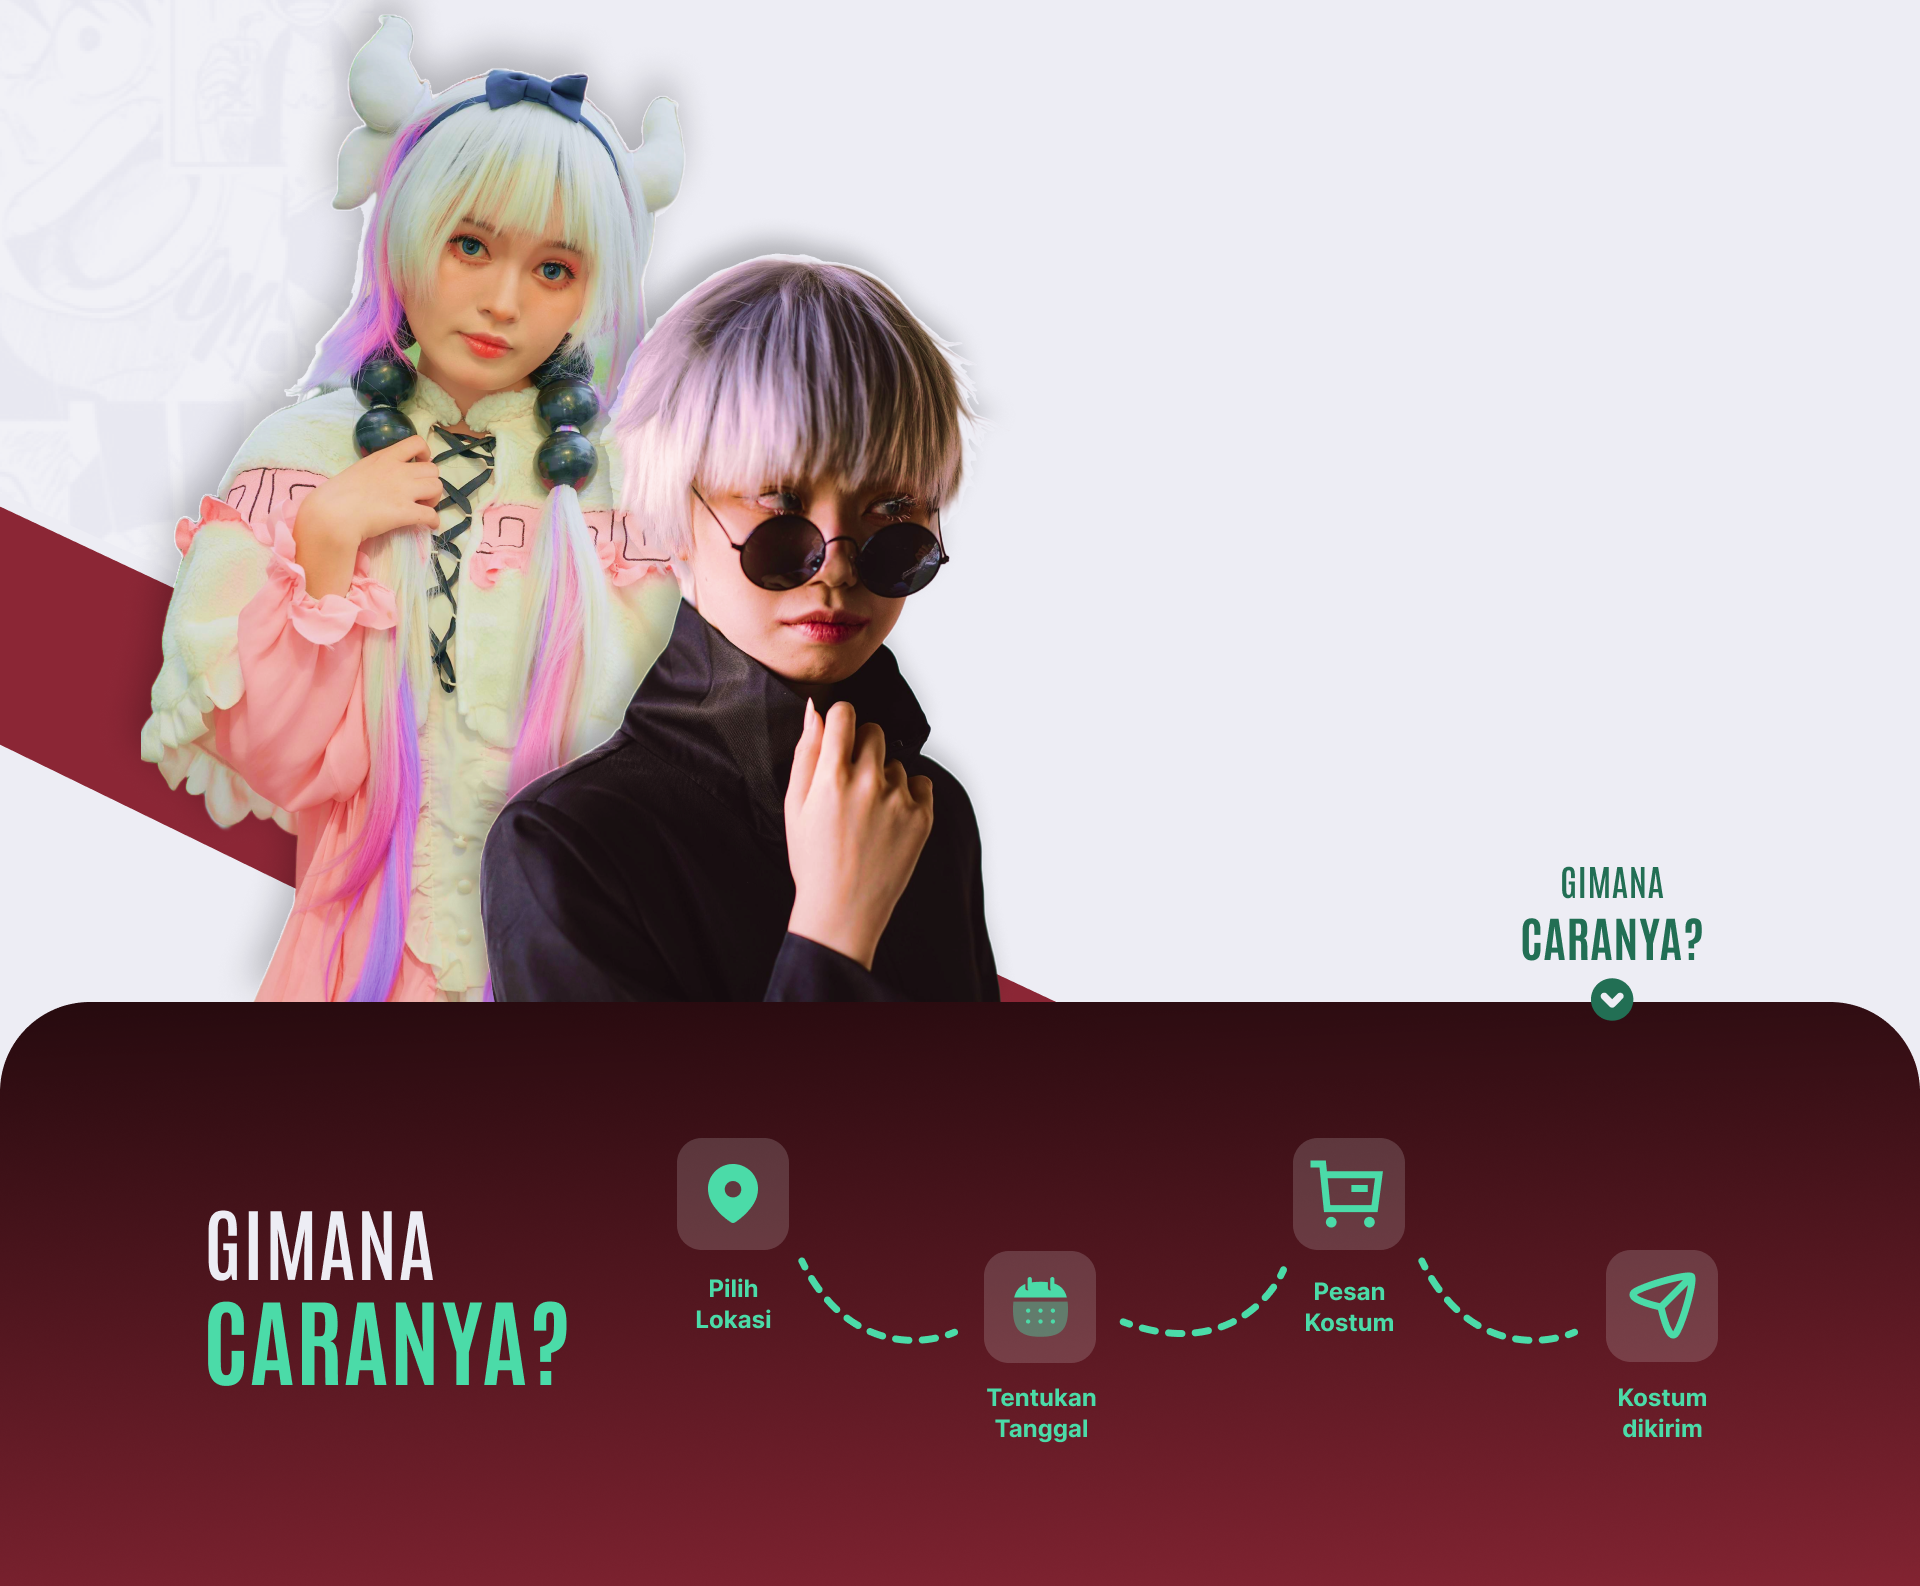 GIMANA
CARANYA?
GIMANA
CARANYA?
Pilih
Lokasi
Tentukan
Tanggal
Pesan
Kostum
Kostum
dikirim